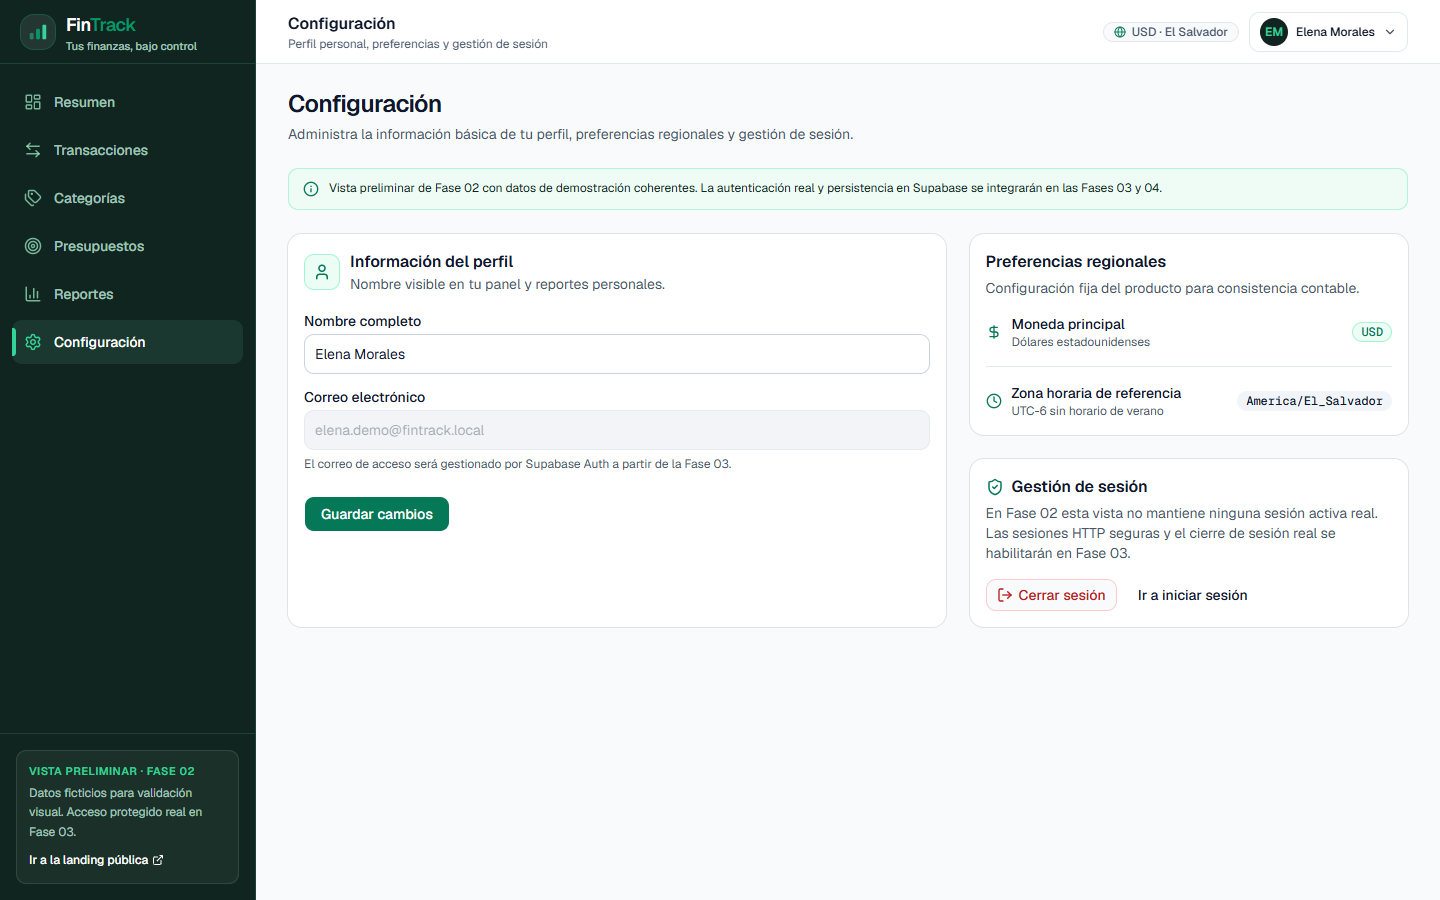 FinTrack
Tus finanzas, bajo control
Resumen
Transacciones
Categorías
Presupuestos
Reportes
Configuración
VISTA PRELIMINAR · FASE 02
Datos ficticios para validación
visual. Acceso protegido real en
Fase 03.
Ir a la landing pública
Configuración
Perfil personal, preferencias y gestión de sesión
USD · El Salvador
EM
Elena Morales
Configuración
Administra la información básica de tu perfil, preferencias regionales y gestión de sesión.
Vista preliminar de Fase 02 con datos de demostración coherentes. La autenticación real y persistencia en Supabase se integrarán en las Fases 03 y 04.
Información del perfil
Nombre visible en tu panel y reportes personales.
Nombre completo
Elena Morales
Correo electrónico
elena.demo@fintrack.local
El correo de acceso será gestionado por Supabase Auth a partir de la Fase 03.
Guardar cambios
Preferencias regionales
Configuración fija del producto para consistencia contable.
Moneda principal
Dólares estadounidenses
USD
Zona horaria de referencia
UTC-6 sin horario de verano
America/El_Salvador
Gestión de sesión
En Fase 02 esta vista no mantiene ninguna sesión activa real.
Las sesiones HTTP seguras y el cierre de sesión real se
habilitarán en Fase 03.
Cerrar sesión
Ir a iniciar sesión